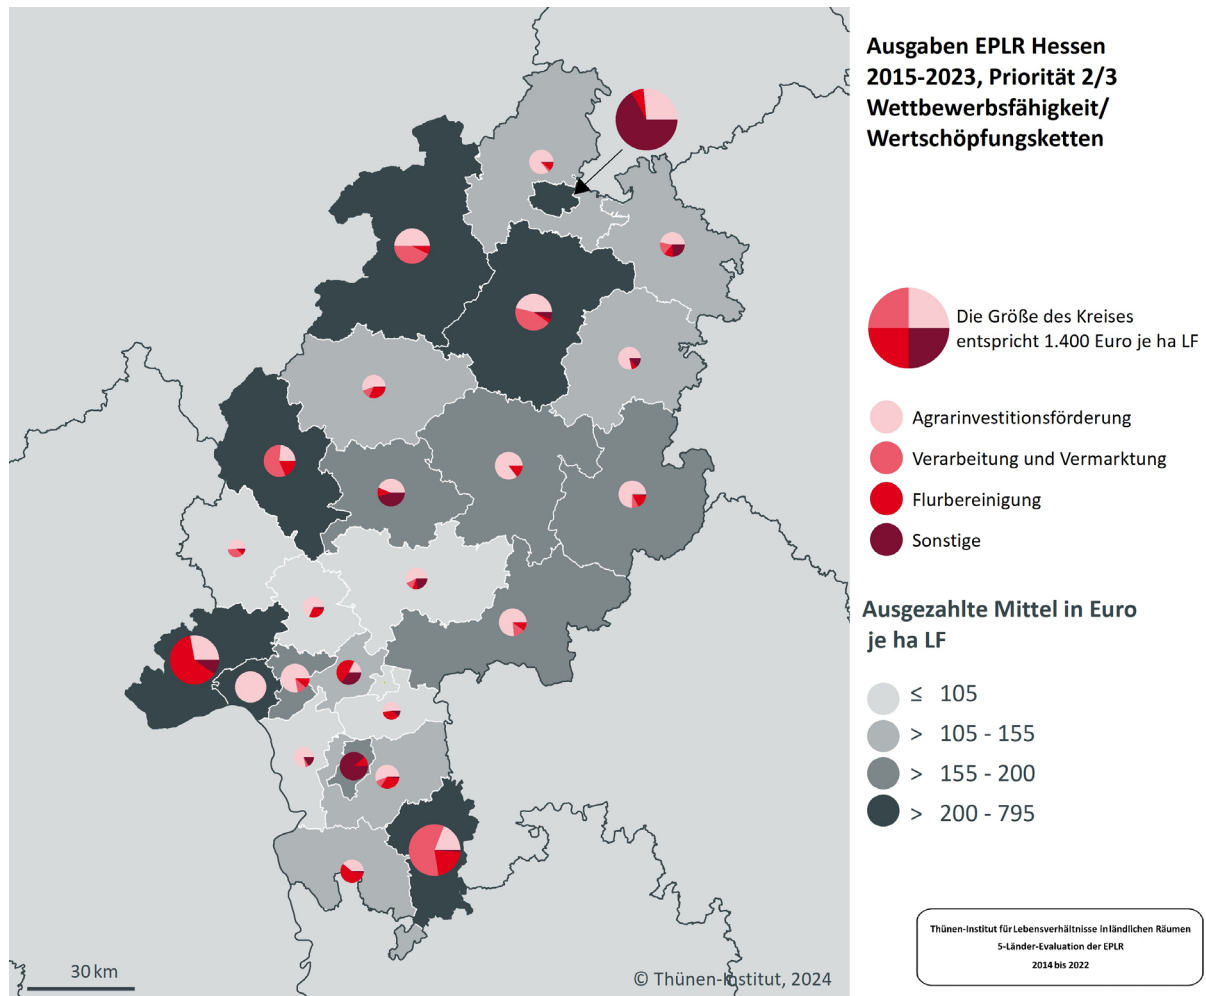 Ausgaben EPLR Hessen
2015-2023, Priorität 2/3
Wettbewerbsfähigkeit/
Wertschöpfungsketten
Die Größe des Kreises
entspricht 1.400 Euro je ha LF
Agrarinvestitionsförderung
Verarbeitung und Vermarktung
Flurbereinigung
Sonstige
Ausgezahlte Mittel in Euro
je ha LF
≤ 105
> 105 - 155
> 155 - 200
> 200 - 795
Thünen-Institut für Lebensverhältnisse in ländlichen Räumen
5-Länder-Evaluation der EPLR
2014 bis 2022
30 km
© Thünen-Institut, 2024